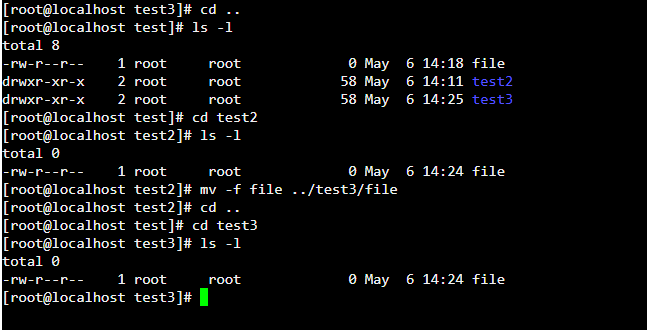 [root@localhost test3]# cd ..
[root@localhost test]# ls -l
total 8
-rw-r--r--    1 root     root             0 May  6 14:18 file
drwxr-xr-x    2 root     root            58 May  6 14:11 test2
drwxr-xr-x    2 root     root            58 May  6 14:25 test3
[root@localhost test]# cd test2
[root@localhost test2]# ls -l
total 0
-rw-r--r--    1 root     root             0 May  6 14:24 file
[root@localhost test2]# mv -f file ../test3/file
[root@localhost test2]# cd ..
[root@localhost test]# cd test3
[root@localhost test3]# ls -l
total 0
-rw-r--r--    1 root     root             0 May  6 14:24 file
[root@localhost test3]#